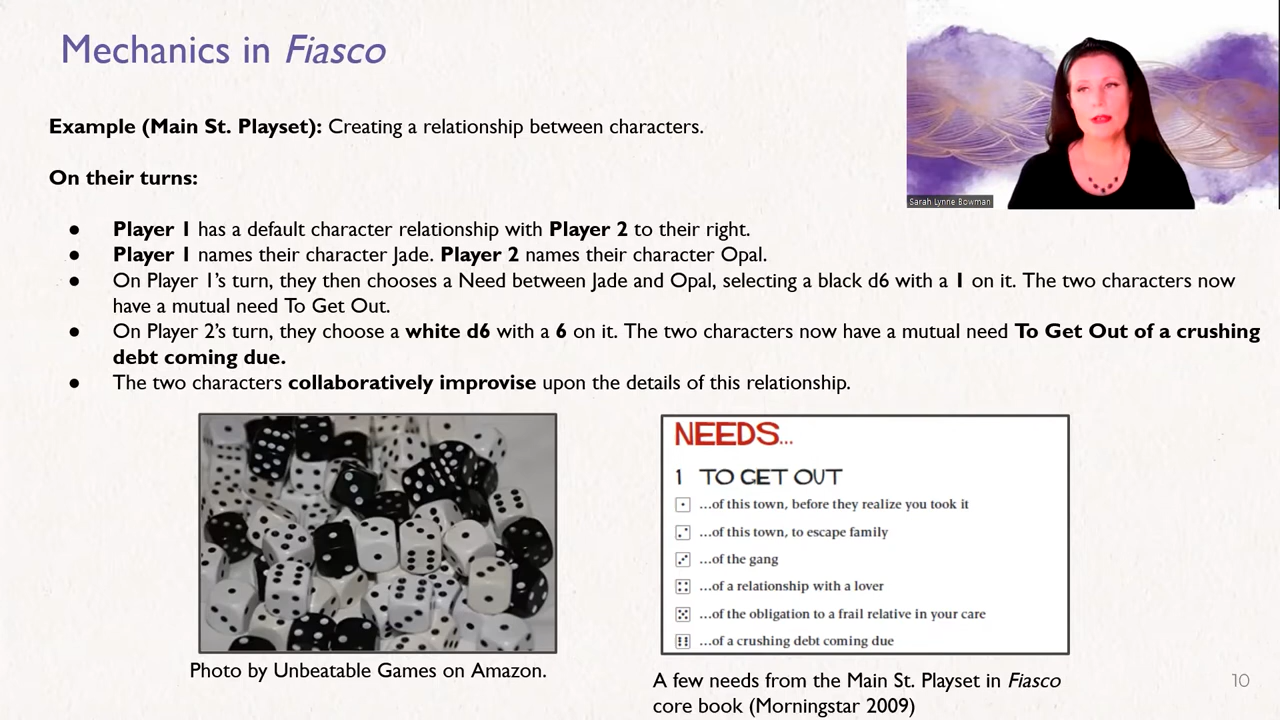 Mechanics in Fiasco
Sarah Lynne Bowman
Example (Main St. Playset): Creating a relationship between characters.
On their turns:
● Player 1 has a default character relationship with Player 2 to their right.
● Player 1 names their character Jade. Player 2 names their character Opal.
● On Player 1's turn, they then chooses a Need between Jade and Opal, selecting a black d6 with a 1 on it. The two characters now
have a mutual need To Get Out.
● On Player 2's turn, they choose a white d6 with a 6 on it. The two characters now have a mutual need To Get Out of a crushing
debt coming due.
● The two characters collaboratively improvise upon the details of this relationship.
NEEDS...
1 TO GET OUT
...of this town, before they realize you took it
...of this town, to escape family
...of the gang
...of a relationship with a lover
...of the obligation to a frail relative in your care
...of a crushing debt coming due
Photo by Unbeatable Games on Amazon.
A few needs from the Main St. Playset in Fiasco
core book (Morningstar 2009)
10